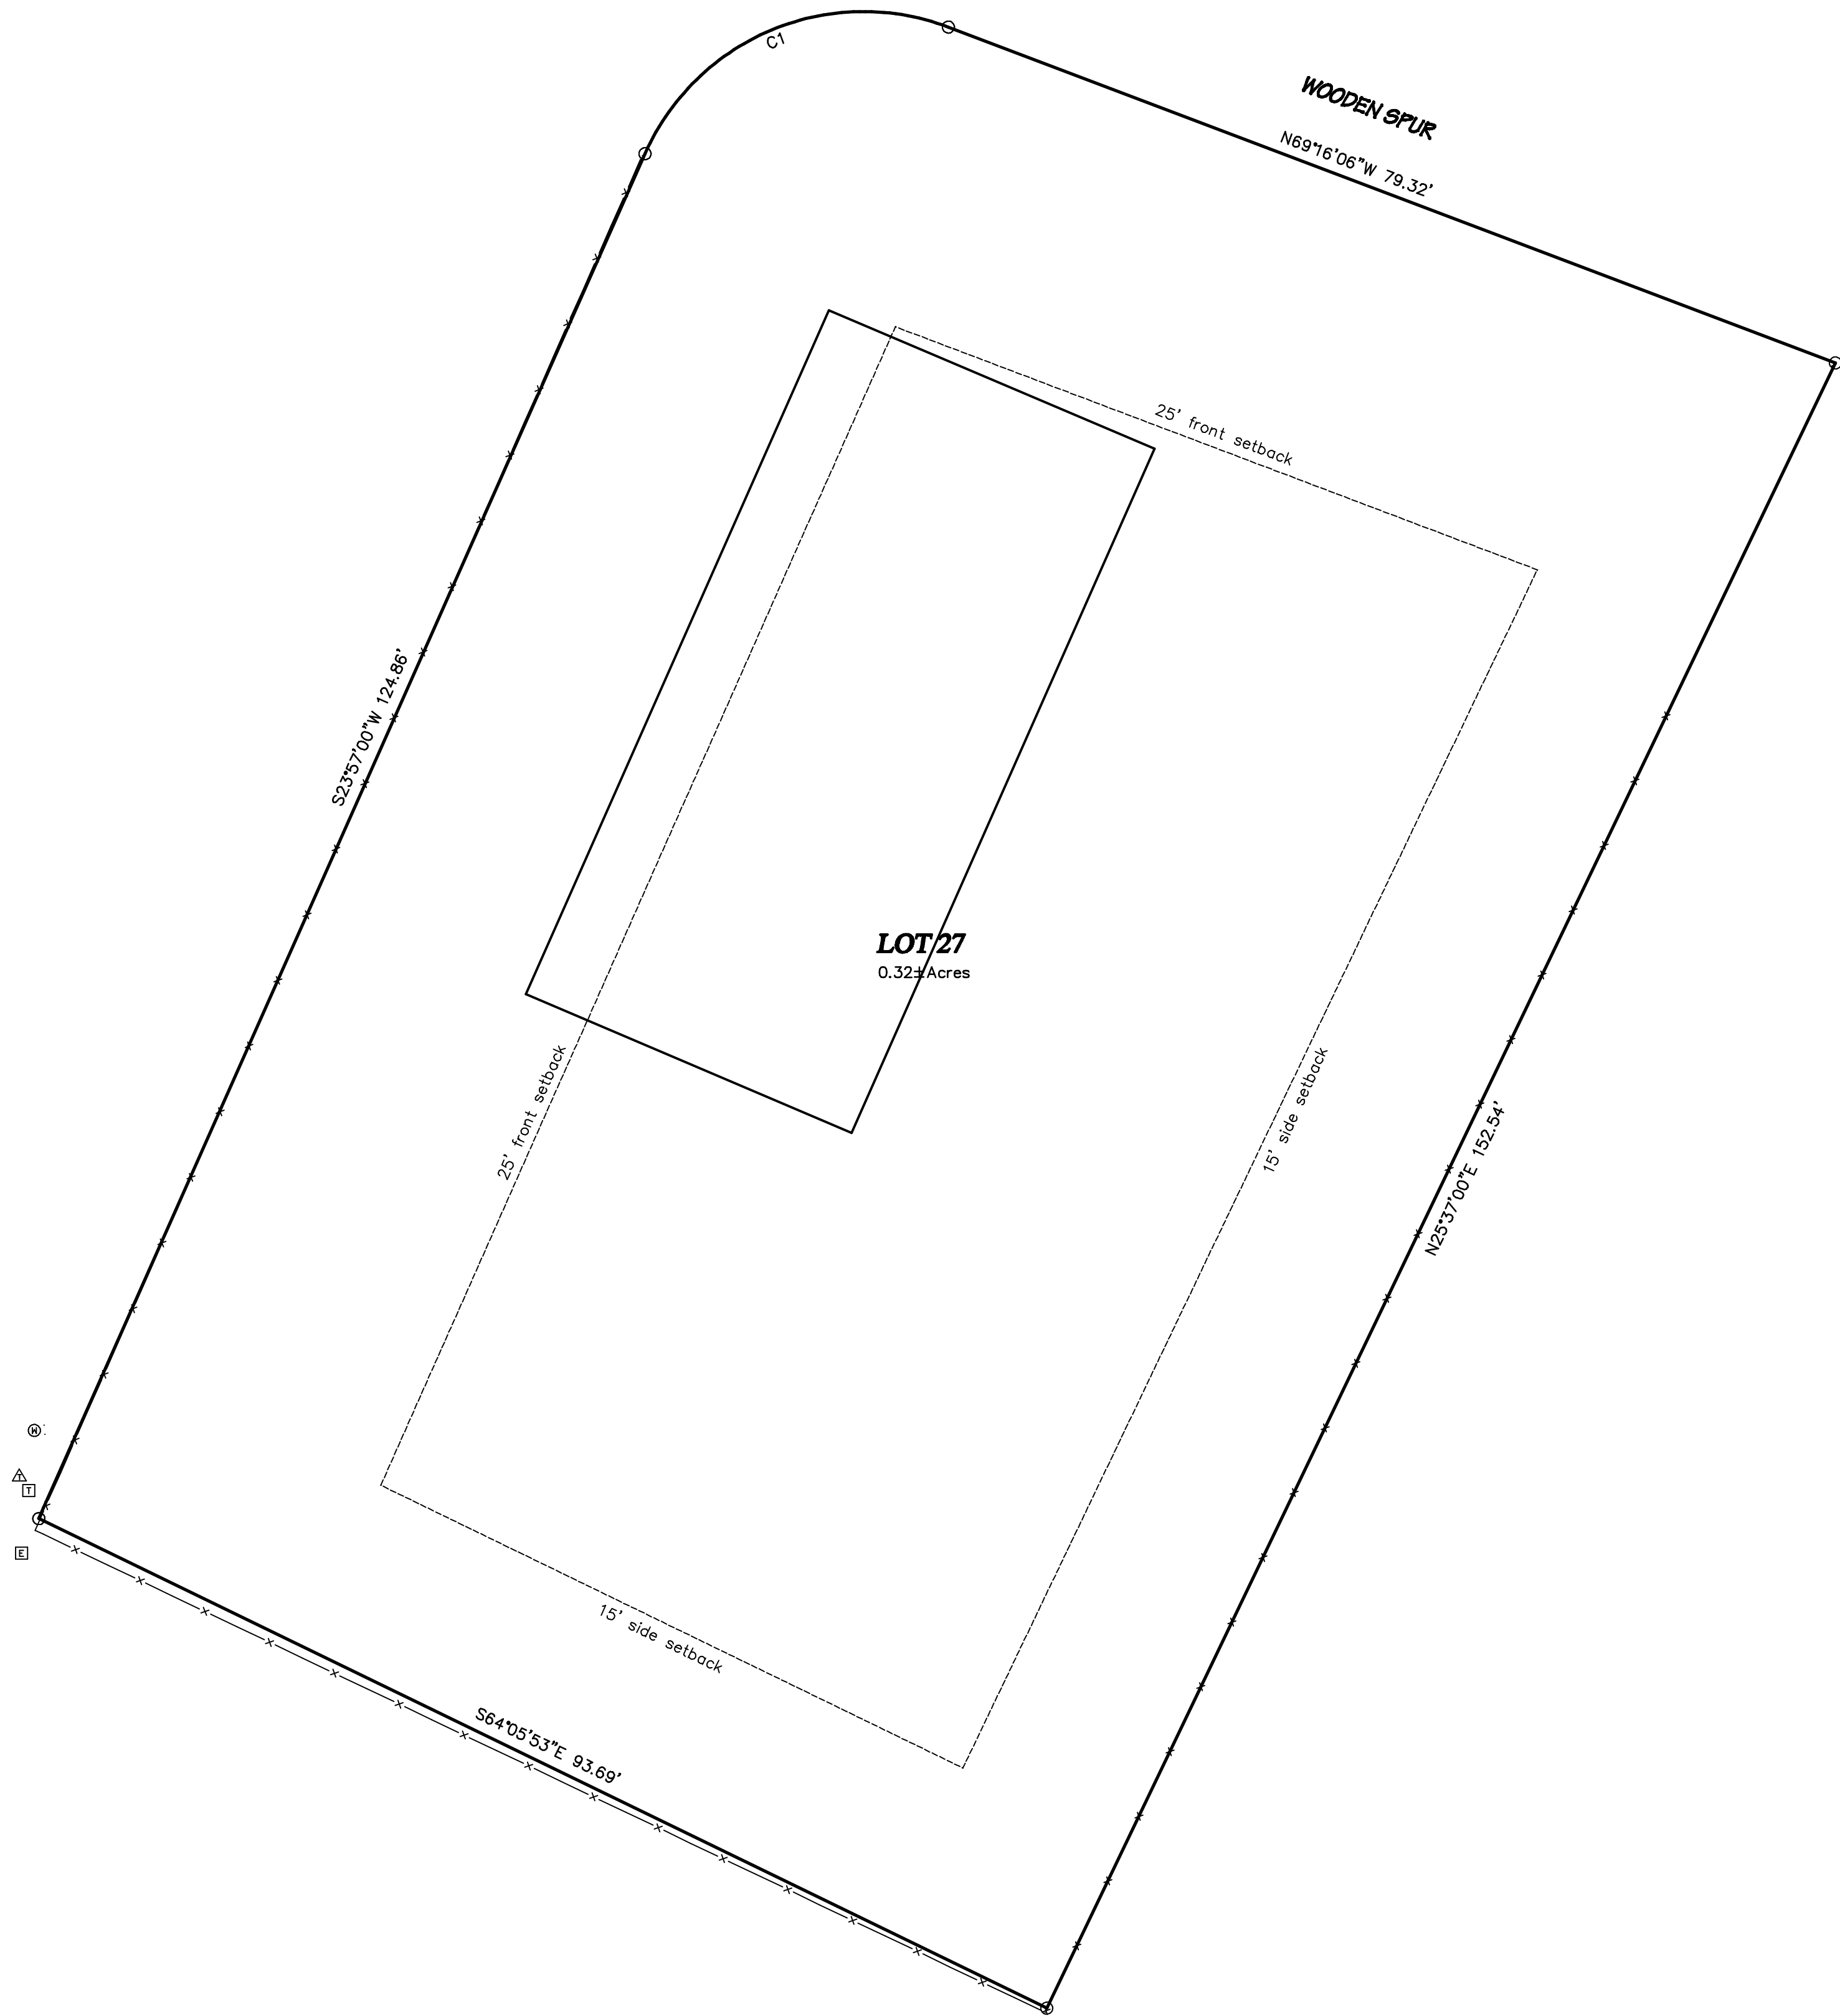 C1
WOODEN SPUR
N69°16'06"W 79.32'
25' front setback
S23°57'00"W 124.86'
LOT 27
0.32±Acres
25' front setback
15' side setback
N25°37'00"E 152.54'
W
T
T
E
15' side setback
S64°05'53"E 93.69'